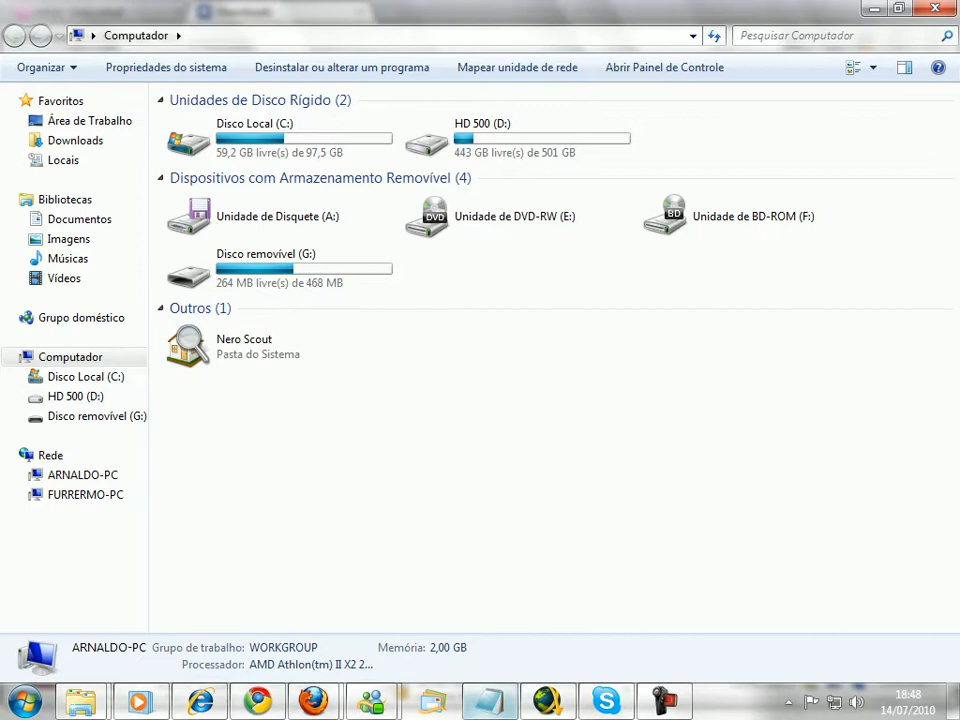 Computador
Pesquisar Computador
Organizar
Propriedades do sistema
Desinstalar ou alterar um programa
Mapear unidade de rede
Abrir Painel de Controle
Favoritos
Área de Trabalho
Downloads
Locais
Bibliotecas
Documentos
Imagens
Músicas
Vídeos
Grupo doméstico
Computador
Disco Local (C:)
HD 500 (D:)
Disco removível (G:)
Rede
ARNALDO-PC
FURRERMO-PC
Unidades de Disco Rígido (2)
Disco Local (C:)
59,2 GB livre(s) de 97,5 GB
HD 500 (D:)
443 GB livre(s) de 501 GB
Dispositivos com Armazenamento Removível (4)
Unidade de Disquete (A:)
DVD
Unidade de DVD-RW (E:)
BD
Unidade de BD-ROM (F:)
Disco removível (G:)
264 MB livre(s) de 468 MB
Outros (1)
Nero Scout
Pasta do Sistema
ARNALDO-PC Grupo de trabalho: WORKGROUP Memória: 2,00 GB
Processador: AMD Athlon(tm) II X2 2...
18:48
14/07/2010